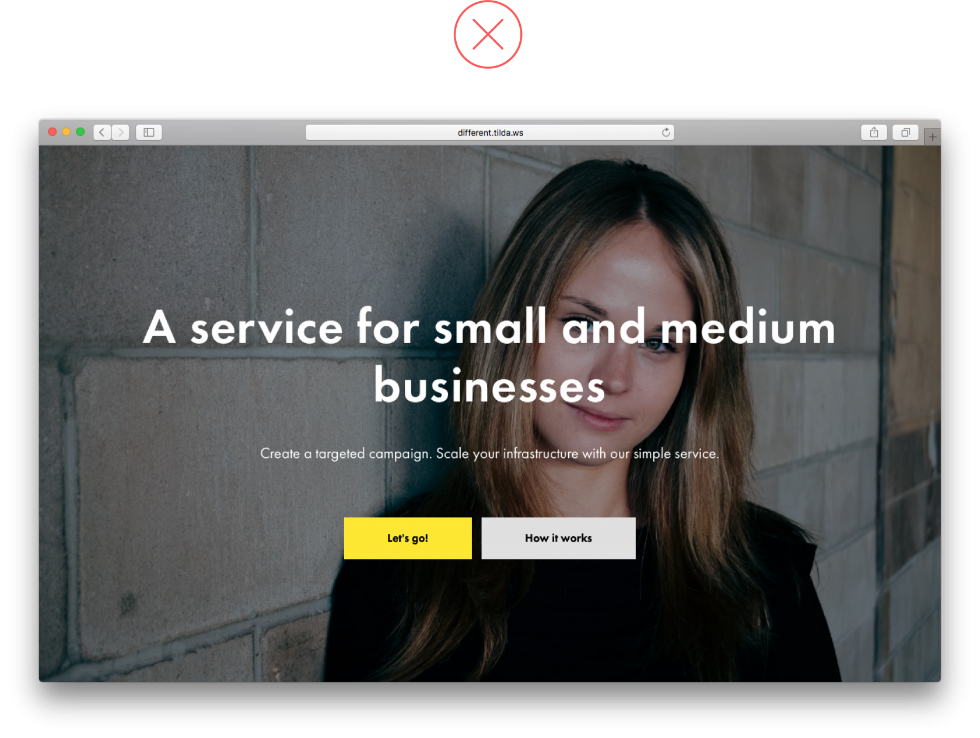 different.tilda.ws
A service for small and medium
businesses
Create a targeted campaign. Scale your infrastructure with our simple service.
Let's go!
How it works